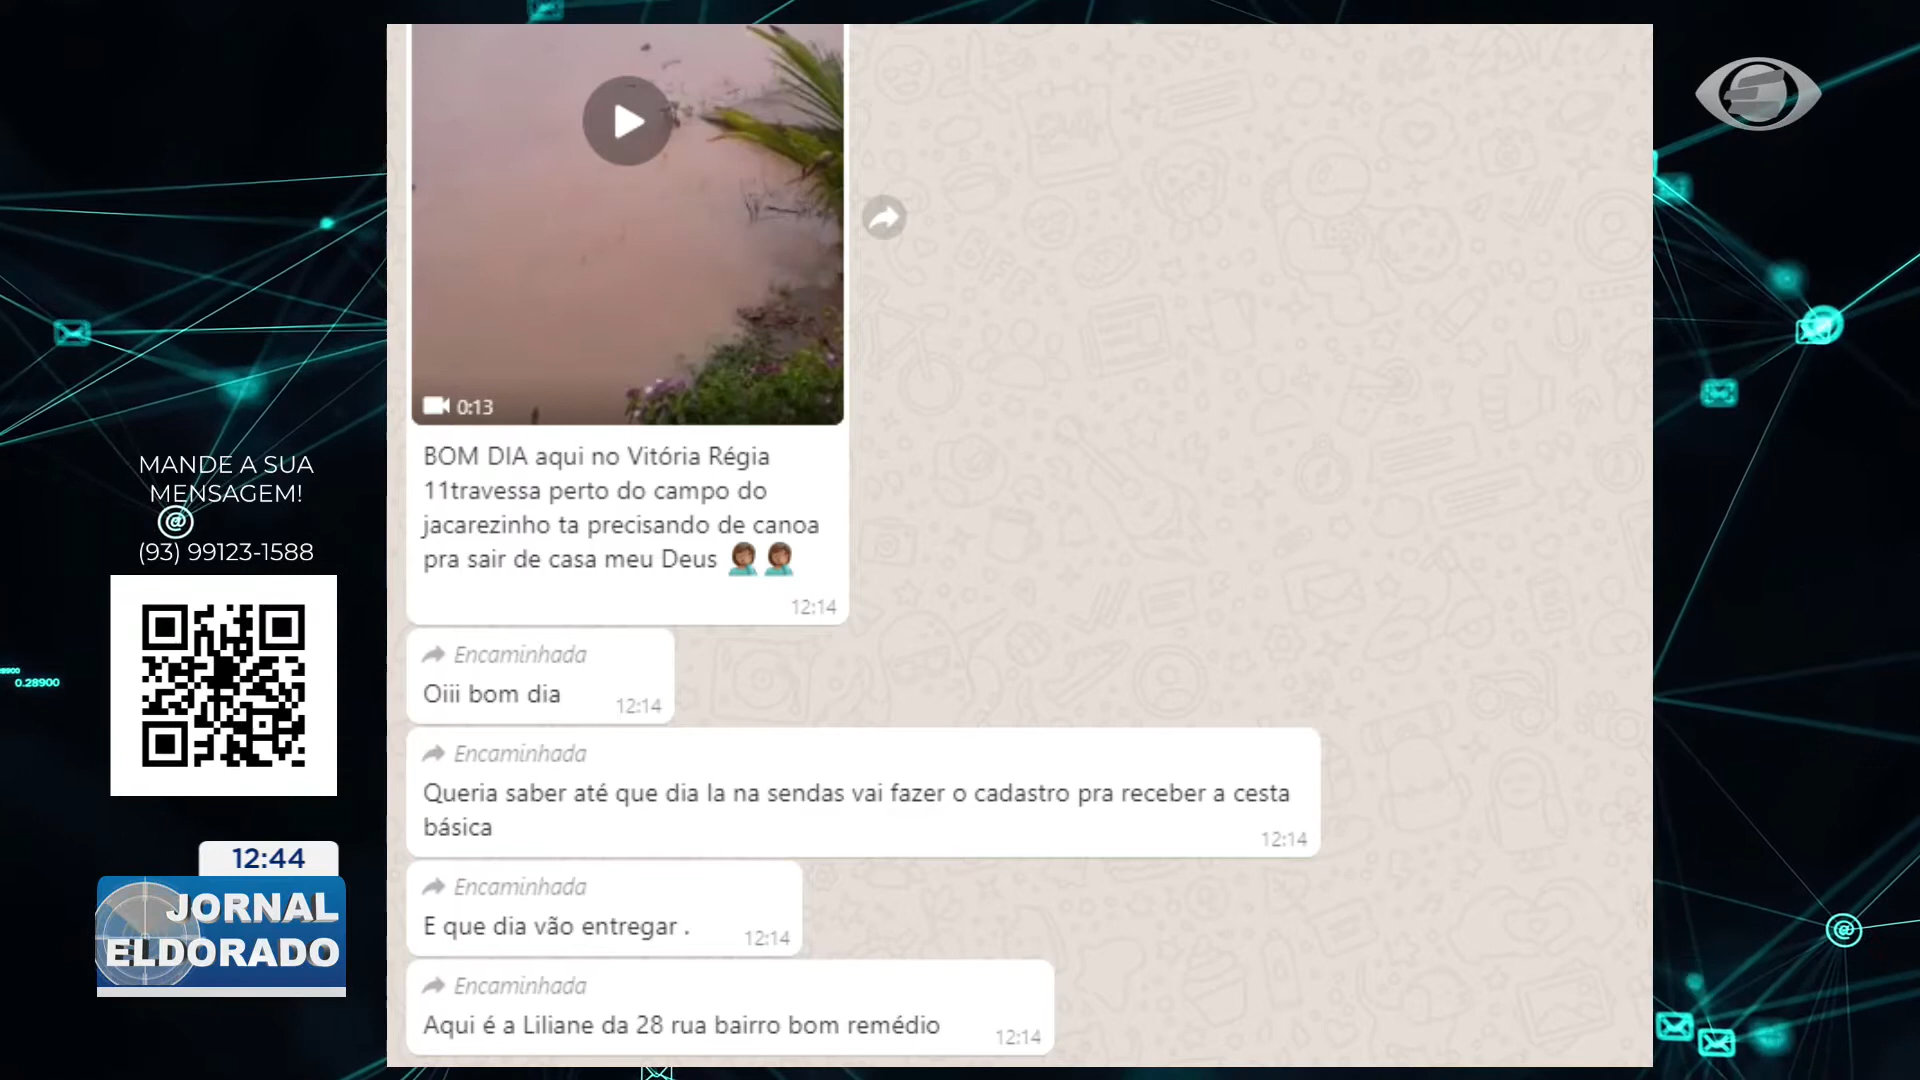 MANDE A SUA
MENSAGEM!
(93) 99123-1588
0.28900
12:44
JORNAL
ELDORADO
0:13
BOM DIA aqui no Vitória Régia
11travessa perto do campo do
jacarezinho ta precisando de canoa
pra sair de casa meu Deus 🤦🏽‍♀️🤦🏽‍♀️
12:14
Encaminhada
Oiii bom dia
12:14
Encaminhada
Queria saber até que dia la na sendas vai fazer o cadastro pra receber a cesta
básica
12:14
Encaminhada
E que dia vão entregar .
12:14
Encaminhada
Aqui é a Liliane da 28 rua bairro bom remédio
12:14